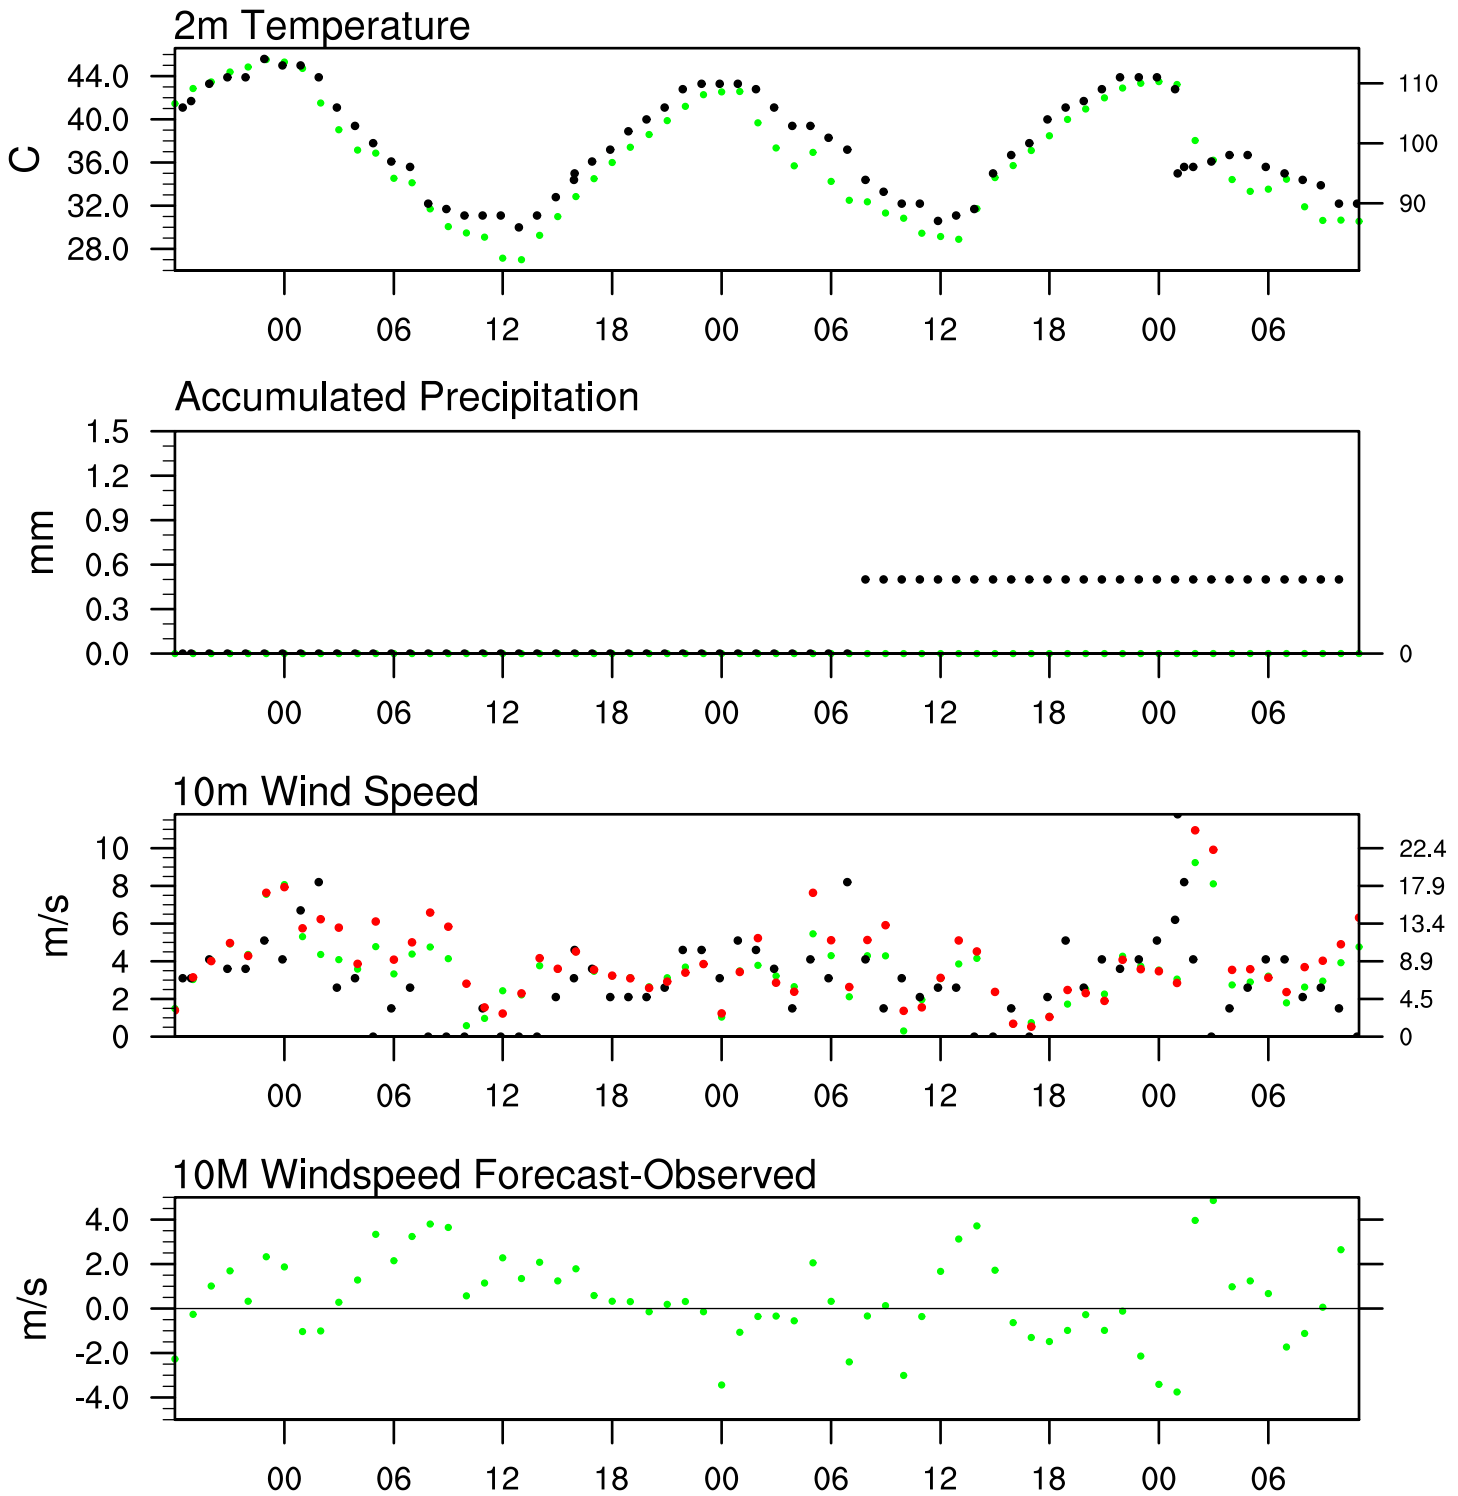 2m Temperature
44.0
40.0
36.0
32.0
28.0
C
110
100
90
00 06 12 18 00 06 12 18 00 06
Accumulated Precipitation
1.5
1.2
0.9
0.6
0.3
0.0
mm
0
00 06 12 18 00 06 12 18 00 06
10m Wind Speed
10
8
6
4
2
0
m/s
22.4
17.9
13.4
8.9
4.5
0
00 06 12 18 00 06 12 18 00 06
10M Windspeed Forecast-Observed
4.0
2.0
0.0
-2.0
-4.0
m/s
00 06 12 18 00 06 12 18 00 06